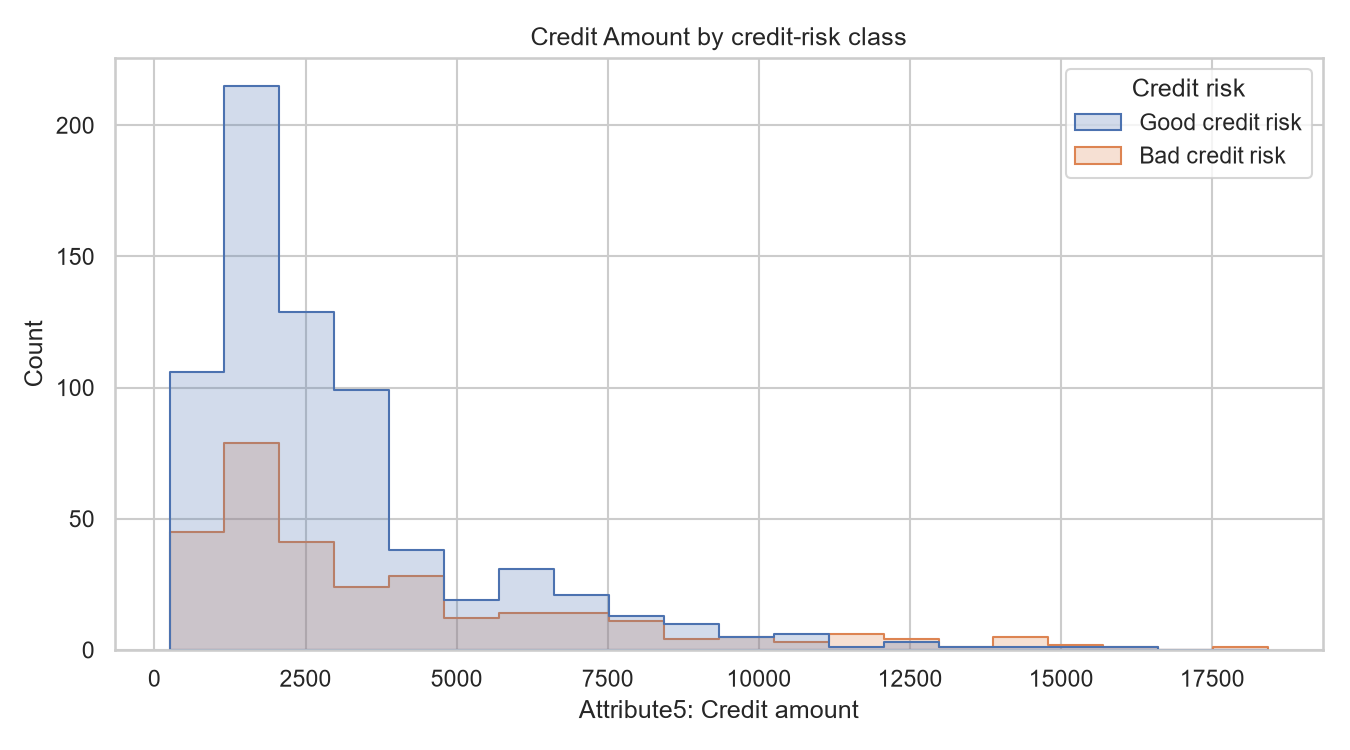 Credit Amount by credit-risk class
Credit risk
Good credit risk
Bad credit risk
Count
200
150
100
50
0
0 2500 5000 7500 10000 12500 15000 17500
Attribute5: Credit amount